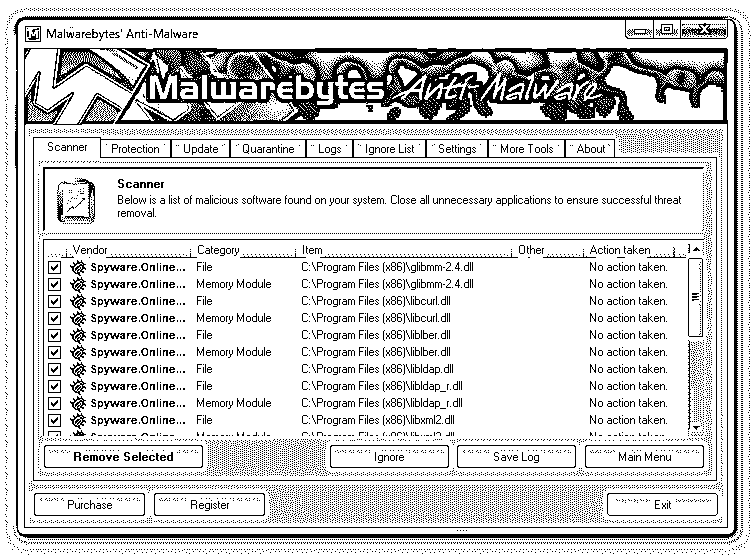 Malwarebytes' Anti-Malware
Malwarebytes' Anti-Malware
Scanner Protection Update Quarantine Logs Ignore List Settings More Tools About
Scanner
Below is a list of malicious software found on your system. Close all unnecessary applications to ensure successful threat
removal.
Vendor Category Item Other Action taken
Spyware.Online... File C:\Program Files (x86)\glibmm-2.4.dll No action taken.
Spyware.Online... Memory Module C:\Program Files (x86)\glibmm-2.4.dll No action taken.
Spyware.Online... File C:\Program Files (x86)\libcurl.dll No action taken.
Spyware.Online... Memory Module C:\Program Files (x86)\libcurl.dll No action taken.
Spyware.Online... File C:\Program Files (x86)\liblber.dll No action taken.
Spyware.Online... Memory Module C:\Program Files (x86)\liblber.dll No action taken.
Spyware.Online... File C:\Program Files (x86)\libldap.dll No action taken.
Spyware.Online... File C:\Program Files (x86)\libldap_r.dll No action taken.
Spyware.Online... Memory Module C:\Program Files (x86)\libldap_r.dll No action taken.
Spyware.Online... File C:\Program Files (x86)\libxml2.dll No action taken.
Remove Selected Ignore Save Log Main Menu
Purchase Register Exit